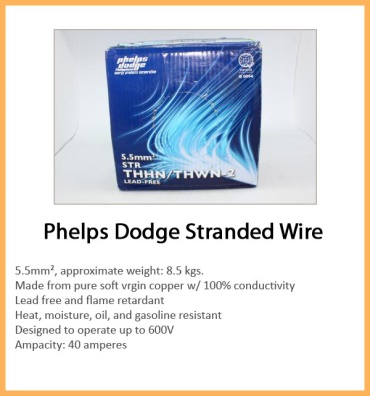 phelps
dodge
5.5mm²
STR
THHN/THWN-2
LEAD-FREE
Phelps Dodge Stranded Wire
5.5mm², approximate weight: 8.5 kgs.
Made from pure soft vrgin copper w/ 100% conductivity
Lead free and flame retardant
Heat, moisture, oil, and gasoline resistant
Designed to operate up to 600V
Ampacity: 40 amperes